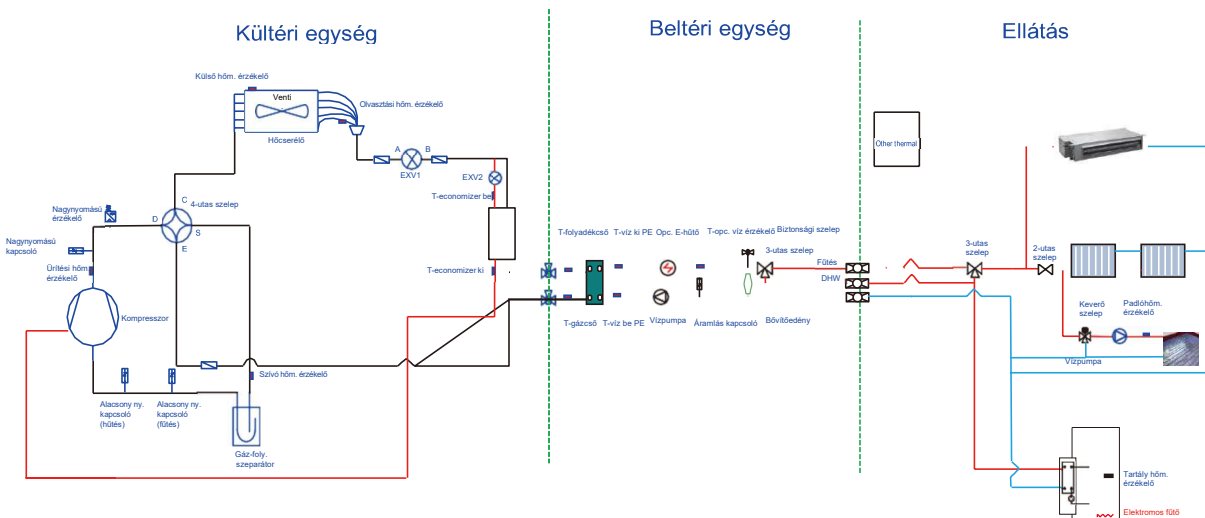 Kültéri egység
Beltéri egység
Ellátás
Külső hőm. érzékelő
Venti
Olvasztási hőm. érzékelő
Hőcserélő
Other thermal
A
B
EXV1
EXV2
T-economizer be
C
4-utas szelep
D
S
E
Nagynyomású
érzékelő
Nagynyomású
kapcsoló
Ürítési hőm.
érzékelő
Kompresszor
T-economizer ki
T-folyadékcső
T-víz ki PE
Opc. E-hűtő
T-opc. víz érzékelő
Biztonsági szelep
3-utas szelep
Fűtés
DHW
3-utas
szelep
2-utas
szelep
T-gázcső
T-víz be PE
Vízpumpa
Áramlás kapcsoló
Bővítőedény
Keverő
szelep
Padlóhőm.
érzékelő
Vízpumpa
Szívó hőm. érzékelő
Alacsony ny.
kapcsoló
(hűtés)
Alacsony ny.
kapcsoló
(fűtés)
Gáz-foly.
szeparátor
Tartály hőm.
érzékelő
Elektromos fűtő